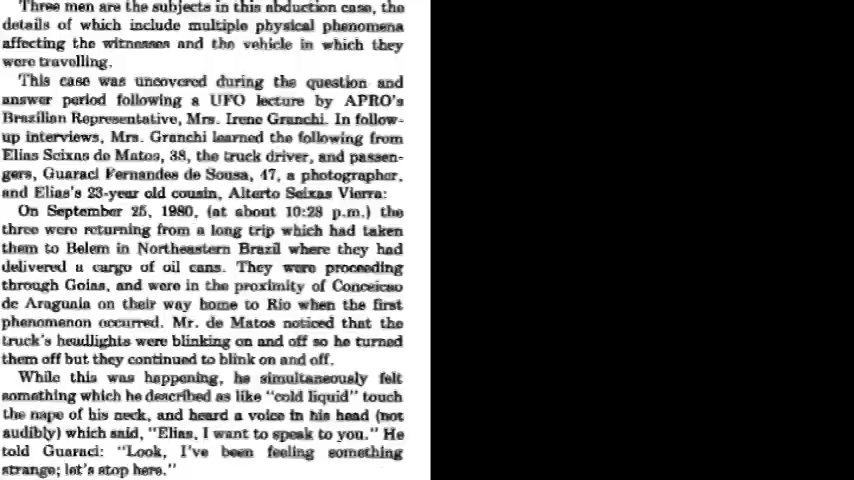 Three men are the subjects in this abduction case, the
details of which include multiple physical phenomena
affecting the witnesses and the vehicle in which they
were travelling.
This case was uncovered during the question and
answer period following a UFO lecture by APRO's
Brazilian Representative, Mrs. Irene Granchi. In follow-
up interviews, Mrs. Granchi learned the following from
Elias Seixas de Matos, 38, the truck driver, and passen-
gers, Guaraci Fernandes de Sousa, 47, a photographer,
and Elias's 23-year old cousin, Alterto Seixas Vierra:
On September 25, 1980, (at about 10:28 p.m.) the
three were returning from a long trip which had taken
them to Belem in Northeastern Brazil where they had
delivered a cargo of oil cans. They were proceeding
through Goias, and were in the proximity of Conceicao
de Araguaia on their way home to Rio when the first
phenomenon occurred. Mr. de Matos noticed that the
truck's headlights were blinking on and off so he turned
them off but they continued to blink on and off.
While this was happening, he simultaneously felt
something which he described as like "cold liquid" touch
the nape of his neck, and heard a voice in his head (not
audibly) which said, "Elias, I want to speak to you." He
told Guaraci: "Look, I've been feeling something
strange; let's stop here."